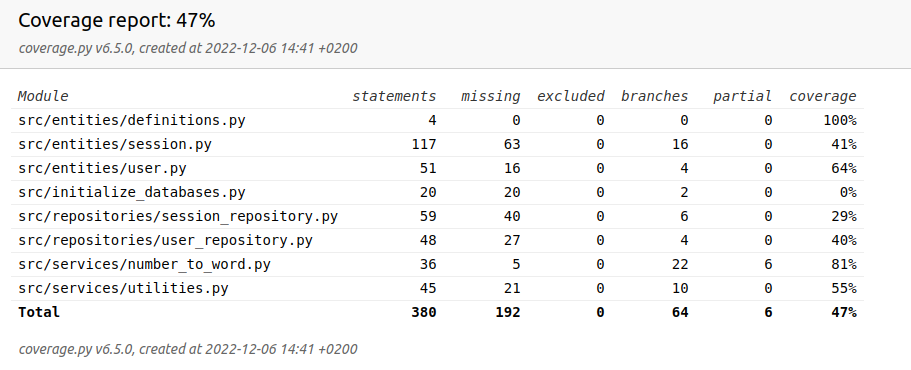 Coverage report: 47%
coverage.py v6.5.0, created at 2022-12-06 14:41 +0200
Module statements missing excluded branches partial coverage
src/entities/definitions.py 4 0 0 0 0 100%
src/entities/session.py 117 63 0 16 0 41%
src/entities/user.py 51 16 0 4 0 64%
src/initialize_databases.py 20 20 0 2 0 0%
src/repositories/session_repository.py 59 40 0 6 0 29%
src/repositories/user_repository.py 48 27 0 4 0 40%
src/services/number_to_word.py 36 5 0 22 6 81%
src/services/utilities.py 45 21 0 10 0 55%
Total 380 192 0 64 6 47%
coverage.py v6.5.0, created at 2022-12-06 14:41 +0200